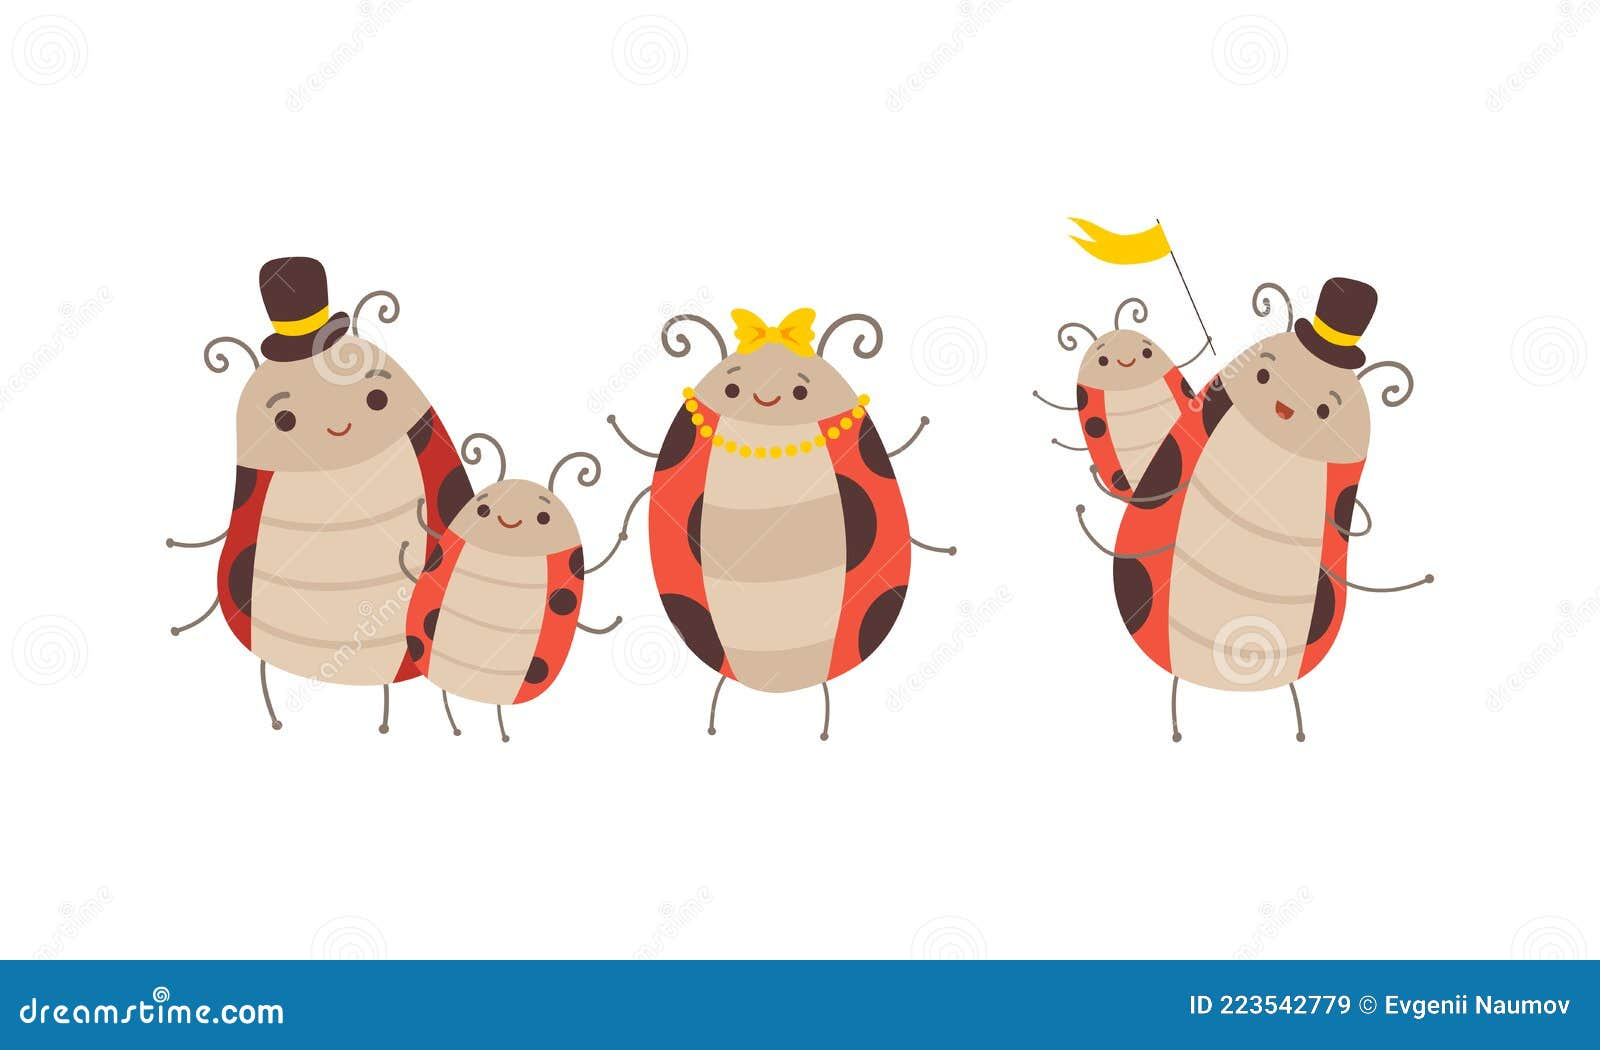 dreamstime.com
ID 223542779 © Evgenii Naumov